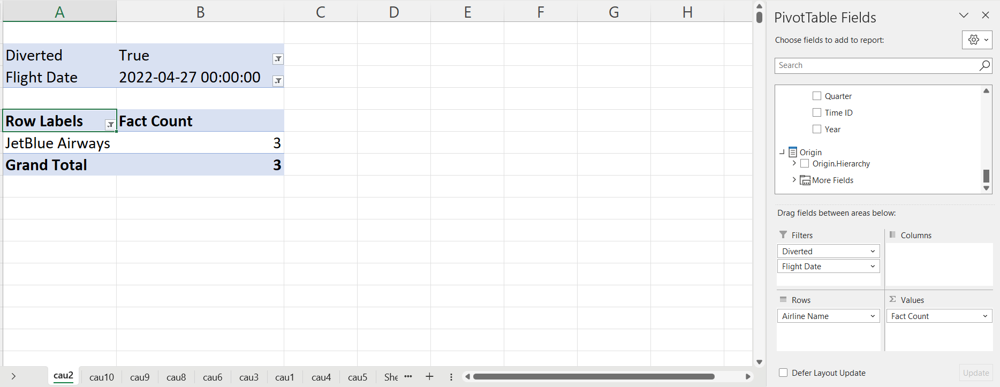 A B C D E F G H
Diverted True
Flight Date 2022-04-27 00:00:00
Row Labels Fact Count
JetBlue Airways 3
Grand Total 3
cau2 cau10 cau9 cau8 cau6 cau3 cau1 cau4 cau5 She ••• +
PivotTable Fields
Choose fields to add to report:
Search
Quarter
Time ID
Year
Origin
Origin.Hierarchy
More Fields
Drag fields between areas below:
Filters
Diverted
Flight Date
Columns
Rows
Airline Name
Σ Values
Fact Count
Defer Layout Update
Update